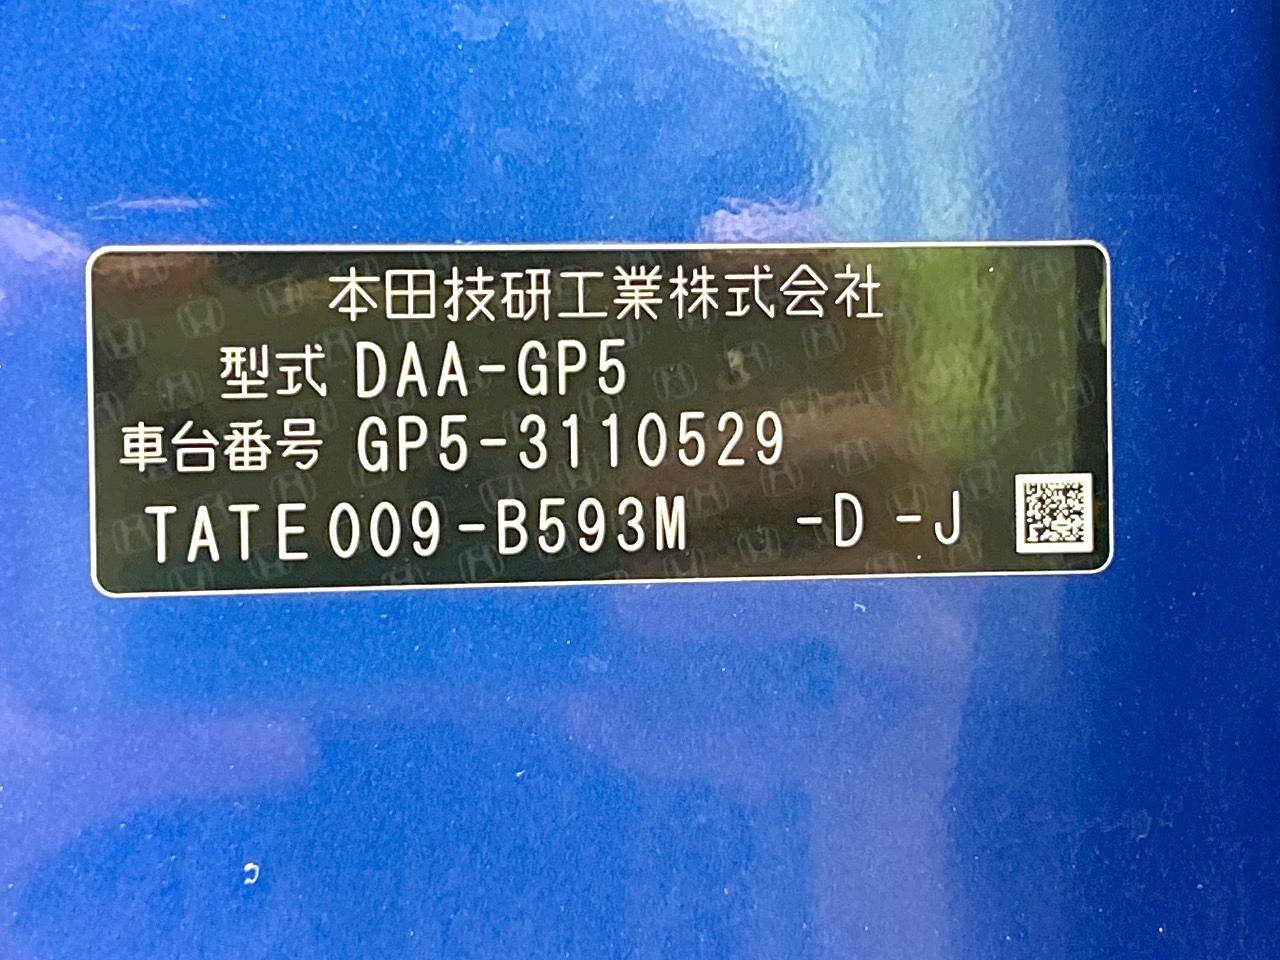 本田技研工業株式会社
型式 DAA-GP5
車台番号 GP5-3110529
TATE009-B593M -D -J